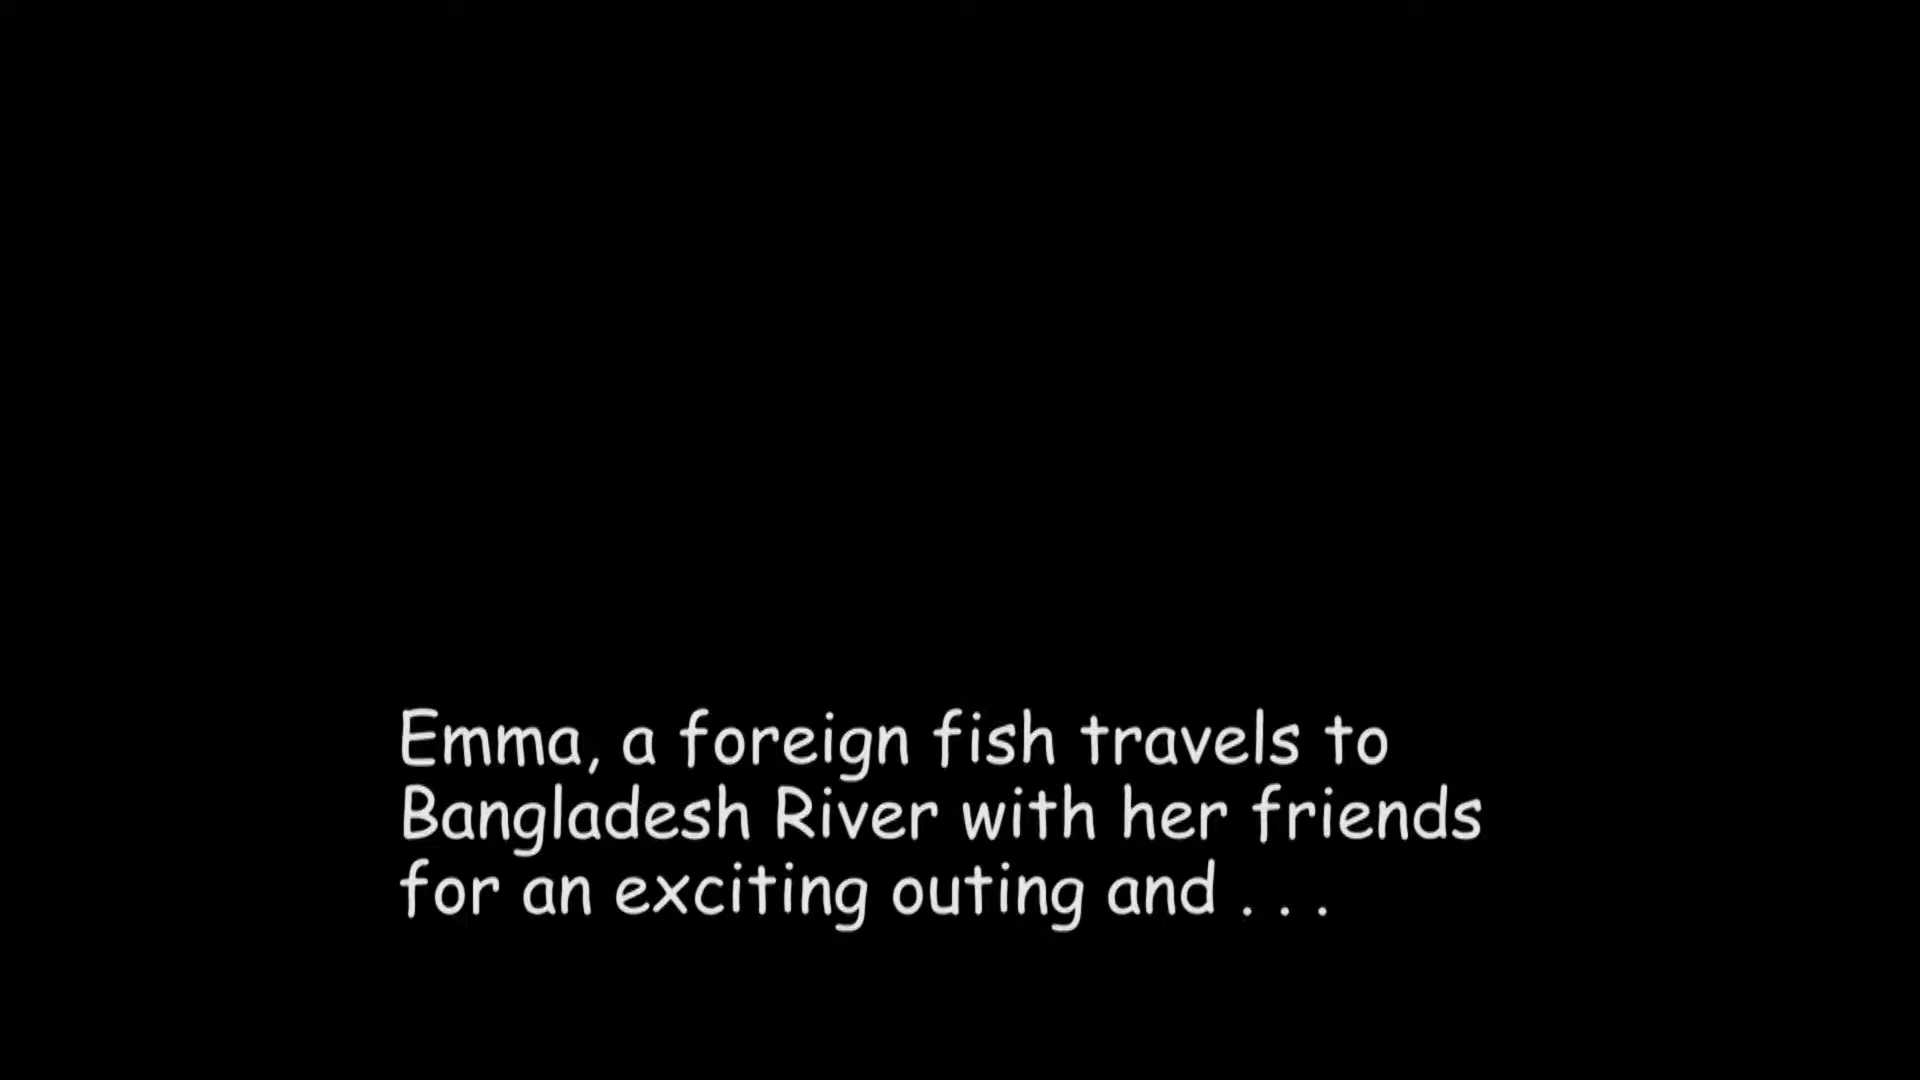 Emma, a foreign fish travels to
Bangladesh River with her friends
for an exciting outing and . . .